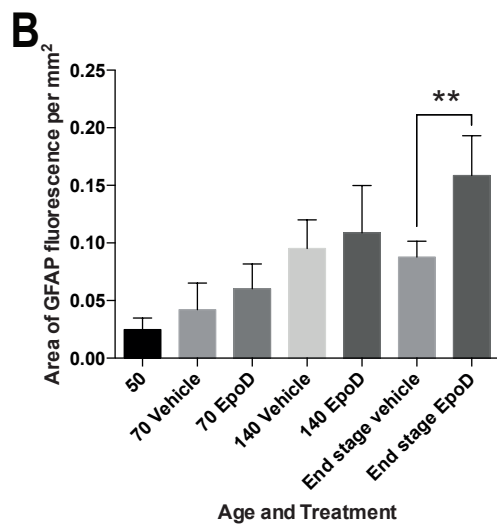 B
Area of GFAP fluorescence per mm²
0.25
0.20
0.15
0.10
0.05
0.00
**
50
70 Vehicle
70 EpoD
140 Vehicle
140 EpoD
End stage vehicle
End stage EpoD
Age and Treatment